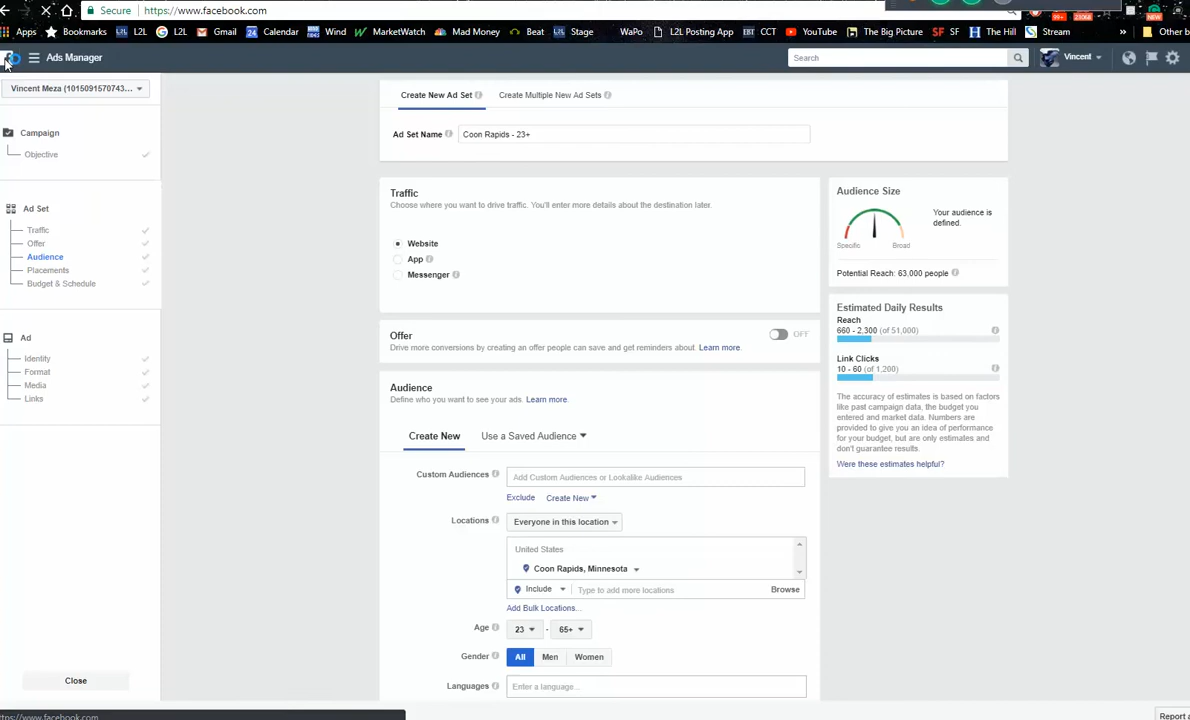 Secure https://www.facebook.com
Apps Bookmarks L2L L2L Gmail Calendar Wind MarketWatch Mad Money Beat Stage WaPo L2L Posting App CCT YouTube The Big Picture SF The Hill Stream » Other b
99+ 21068 NEW
Ads Manager Search Vincent
Vincent Meza (1015091570743...
Campaign
Objective
Ad Set
Traffic
Offer
Audience
Placements
Budget & Schedule
Ad
Identity
Format
Media
Links
Close
Create New Ad Set Create Multiple New Ad Sets
Ad Set Name Coon Rapids - 23+
Traffic
Choose where you want to drive traffic. You'll enter more details about the destination later.
Website
App
Messenger
Offer OFF
Drive more conversions by creating an offer people can save and get reminders about. Learn more.
Audience
Define who you want to see your ads. Learn more.
Create New Use a Saved Audience
Custom Audiences Add Custom Audiences or Lookalike Audiences
Exclude Create New
Locations Everyone in this location
United States
Coon Rapids, Minnesota
Include Type to add more locations Browse
Add Bulk Locations...
Age 23 - 65+
Gender All Men Women
Languages Enter a language...
Audience Size
Your audience is
defined.
Specific Broad
Potential Reach: 63,000 people
Estimated Daily Results
Reach
660 - 2,300 (of 51,000)
Link Clicks
10 - 60 (of 1,200)
The accuracy of estimates is based on factors
like past campaign data, the budget you
entered and market data. Numbers are
provided to give you an idea of performance
for your budget, but are only estimates and
don't guarantee results.
Were these estimates helpful?
ttps://www.facebook.com
Report a